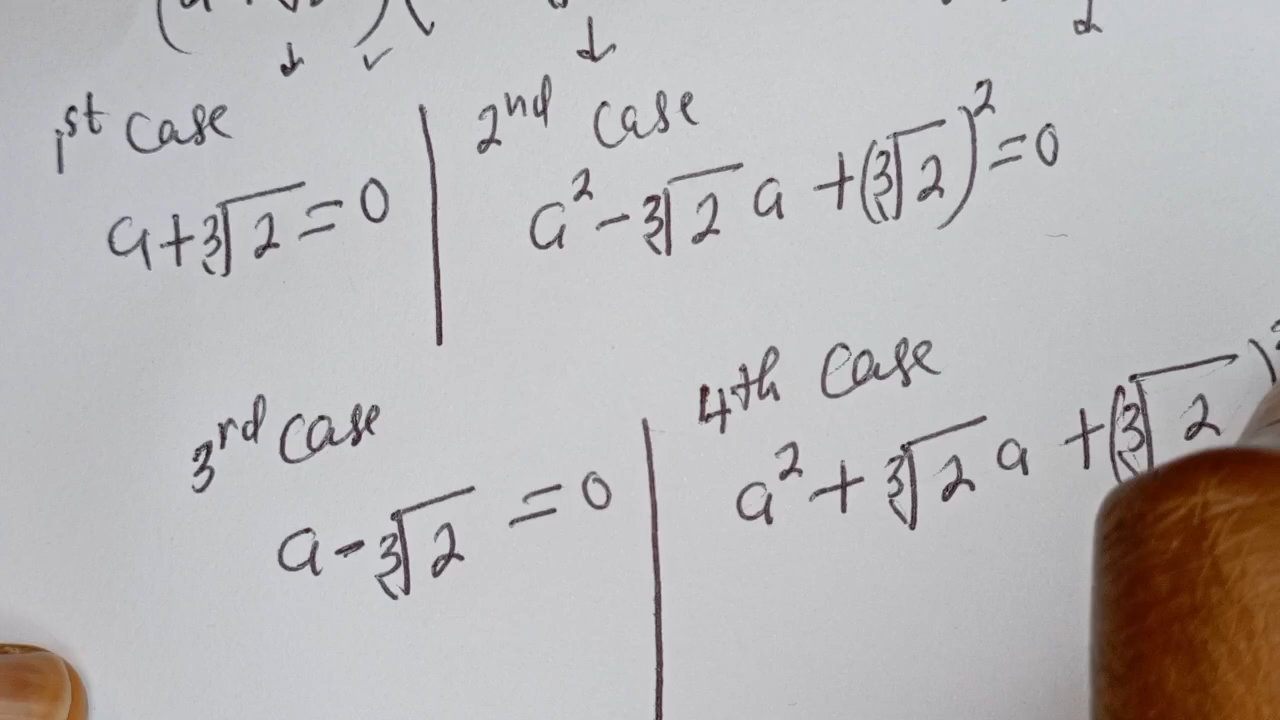 1st Case
a+∛2=0
2nd Case
a²-∛2 a+(∛2)²=0
3rd Case
a-∛2=0
4th Case
a²+∛2 a+(∛2)